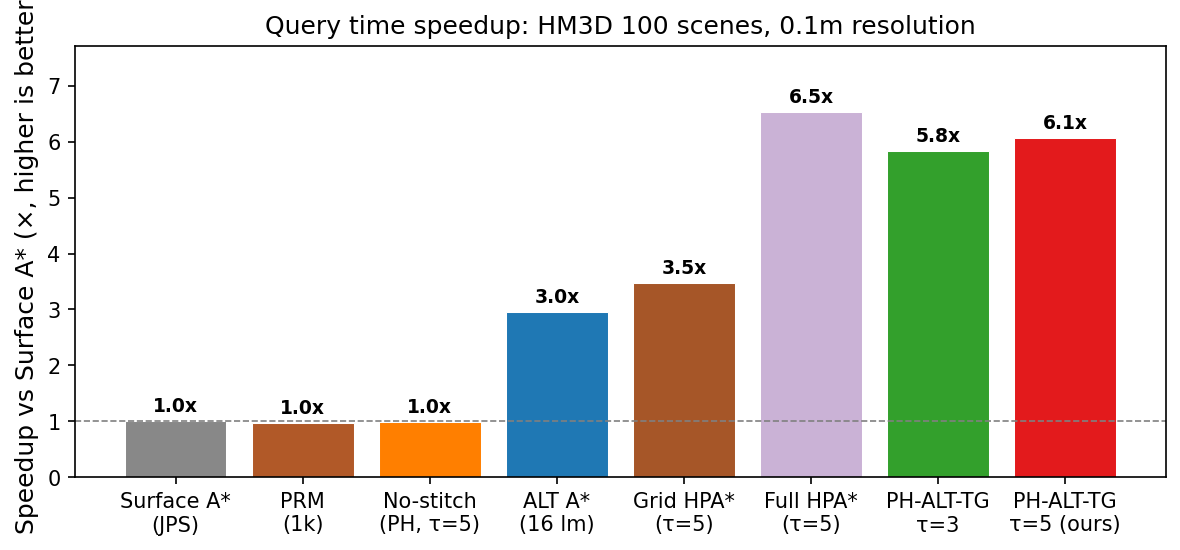 Query time speedup: HM3D 100 scenes, 0.1m resolution
Speedup vs Surface A* (×, higher is better
7
6
5
4
3
2
1
0
1.0x
1.0x
1.0x
3.0x
3.5x
6.5x
5.8x
6.1x
Surface A*
(JPS)
PRM
(1k)
No-stitch
(PH, τ=5)
ALT A*
(16 lm)
Grid HPA*
(τ=5)
Full HPA*
(τ=5)
PH-ALT-TG
τ=3
PH-ALT-TG
τ=5 (ours)